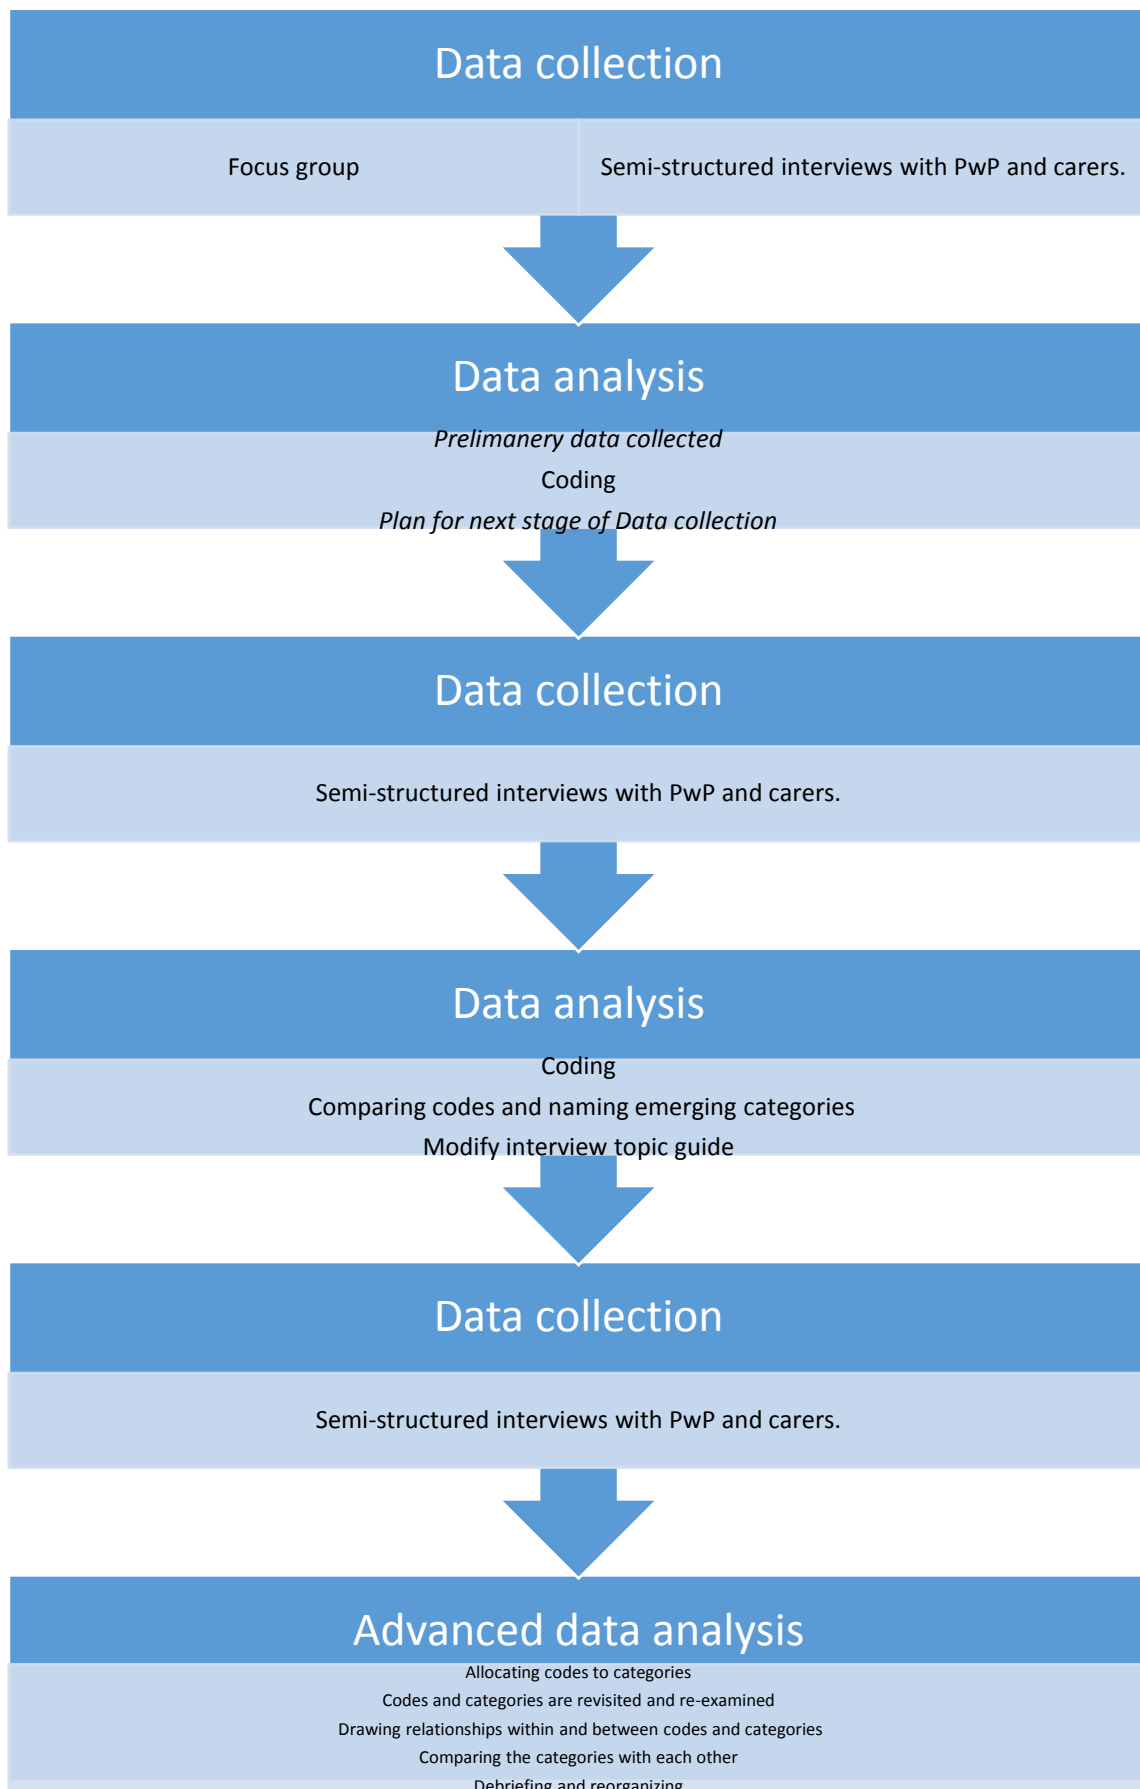 Data collection
Focus group
Semi-structured interviews with PwP and carers.
Data analysis
Prelimanery data collected
Coding
Plan for next stage of Data collection
Data collection
Semi-structured interviews with PwP and carers.
Data analysis
Coding
Comparing codes and naming emerging categories
Modify interview topic guide
Data collection
Semi-structured interviews with PwP and carers.
Advanced data analysis
Allocating codes to categories
Codes and categories are revisited and re-examined
Drawing relationships within and between codes and categories
Comparing the categories with each other
Debriefing and reorganizing